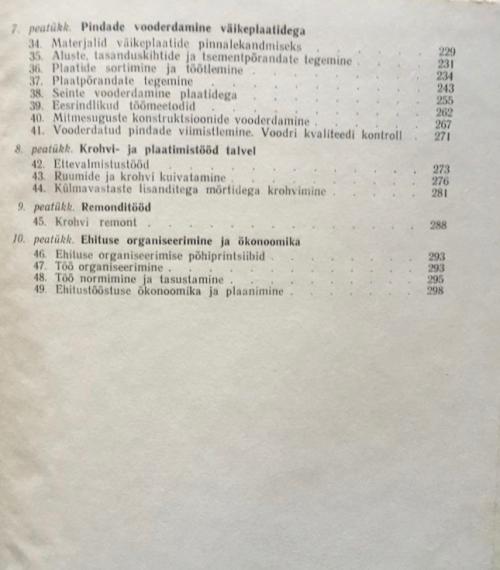 7. peatükk. Pindade vooderdamine väikeplaatidega
34. Materjalid väikeplaatide pinnalekandmiseks . . . . 229
35. Aluste, tasanduskihtide ja tsementpõrandate tegemine . . 231
36. Plaatide sortimine ja töötlemine . . . . . . 234
37. Plaatpõrandate tegemine . . . . . . . 243
38. Seinte vooderdamine plaatidega . . . . . . 255
39. Eesrindlikud töömeetodid . . . . . . . 262
40. Mitmesuguste konstruktsioonide vooderdamine . . . . 267
41. Vooderdatud pindade viimistlemine. Voodri kvaliteedi kontroll . 271
8. peatükk. Krohvi- ja plaatimistööd talvel
42. Ettevalmistustööd . . . . . . . . 273
43. Ruumide ja krohvi kuivatamine . . . . . . 276
44. Külmavastaste lisanditega mörtidega krohvimine . . . . 281
9. peatükk. Remonditööd
45. Krohvi remont . . . . . . . . 288
10. peatükk. Ehituse organiseerimine ja ökonoomika
46. Ehituse organiseerimise põhiprintsiibid . . . . . 293
47. Töö organiseerimine . . . . . . . . 293
48. Töö normimine ja tasustamine . . . . . . 295
49. Ehitustööstuse ökonoomika ja plaanimine . . . . . 298